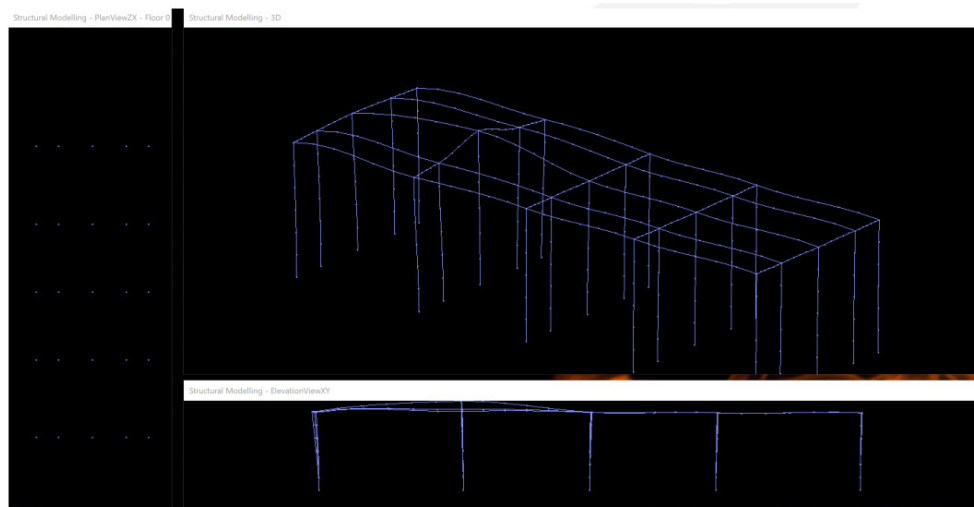 Structural Modelling - PlanViewZX - Floor 0
Structural Modelling - 3D
Structural Modelling - ElevationViewXY